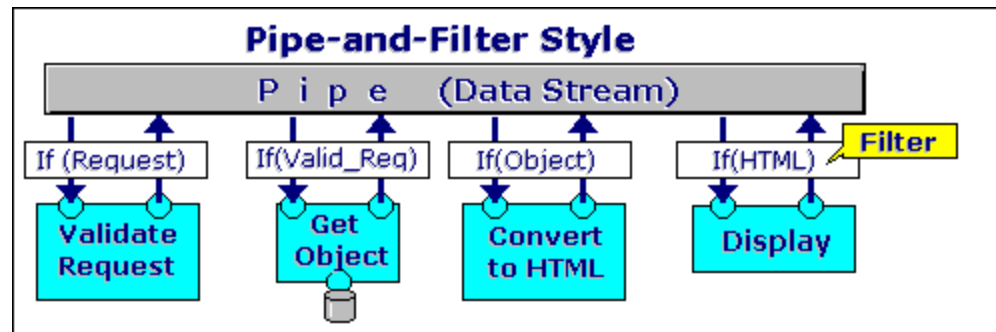 Pipe-and-Filter Style
P i p e (Data Stream)
If (Request)
If(Valid_Req)
If(Object)
If(HTML)
Filter
Validate
Request
Get
Object
Convert
to HTML
Display